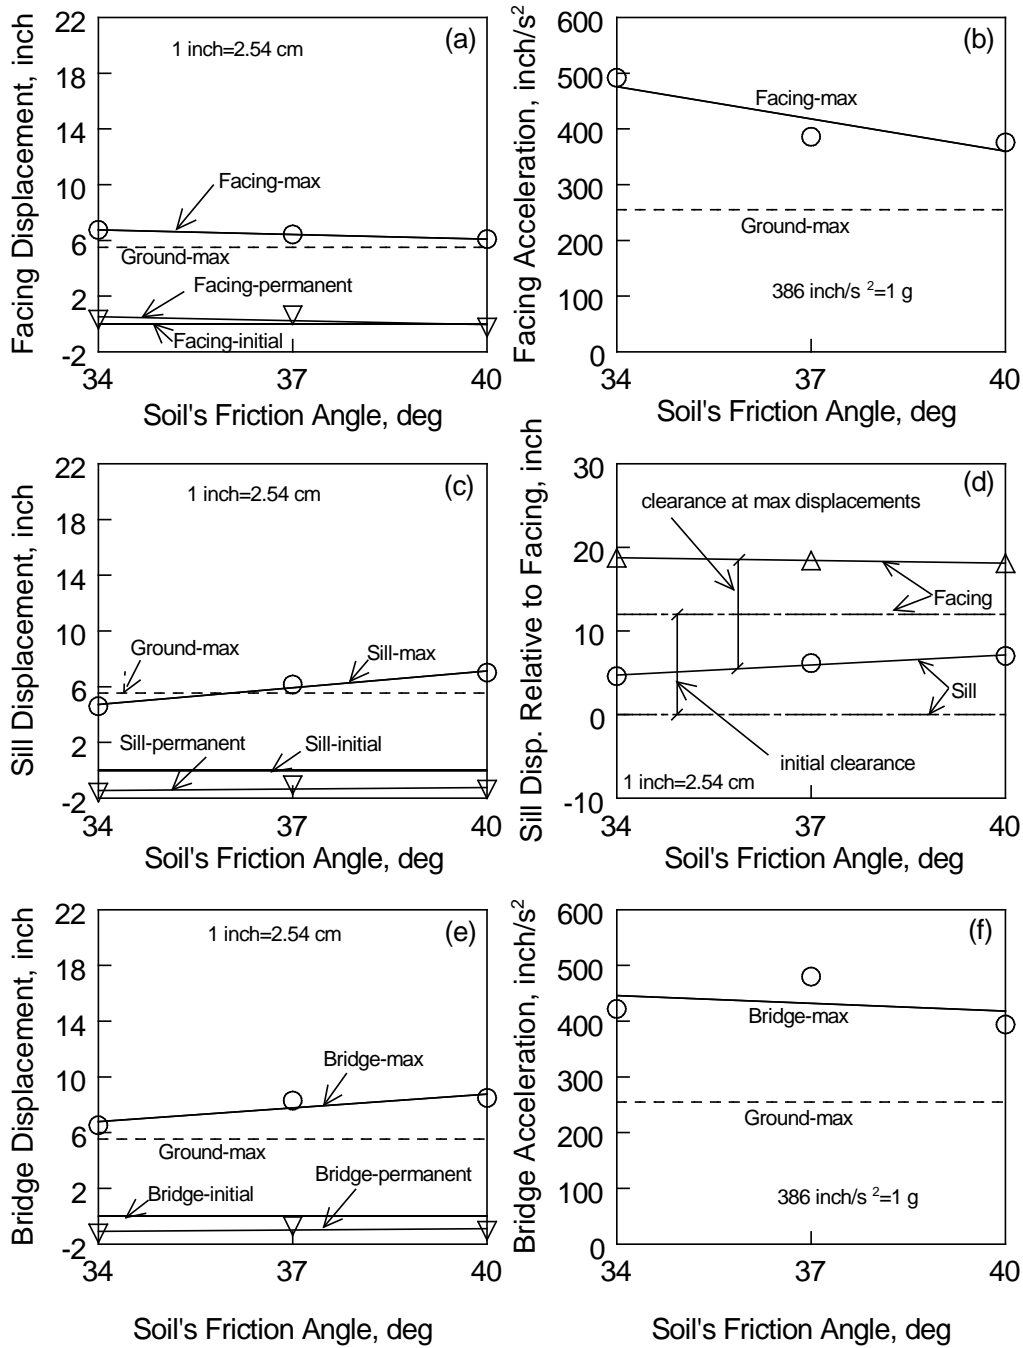 Facing Displacement, inch
22
18
14
10
6
2
-2
(a)
1 inch=2.54 cm
Facing-max
Ground-max
Facing-permanent
Facing-initial
34
37
40
Soil's Friction Angle, deg
Facing Acceleration, inch/s²
600
500
400
300
200
100
0
(b)
Facing-max
Ground-max
386 inch/s ²=1 g
34
37
40
Soil's Friction Angle, deg
Sill Displacement, inch
22
18
14
10
6
2
-2
(c)
1 inch=2.54 cm
Ground-max
Sill-max
Sill-permanent
Sill-initial
34
37
40
Soil's Friction Angle, deg
Sill Disp. Relative to Facing, inch
30
20
10
0
-10
(d)
clearance at max displacements
Facing
Sill
initial clearance
1 inch=2.54 cm
34
37
40
Soil's Friction Angle, deg
Bridge Displacement, inch
22
18
14
10
6
2
-2
(e)
1 inch=2.54 cm
Bridge-max
Ground-max
Bridge-permanent
Bridge-initial
34
37
40
Soil's Friction Angle, deg
Bridge Acceleration, inch/s²
600
500
400
300
200
100
0
(f)
Bridge-max
Ground-max
386 inch/s ²=1 g
34
37
40
Soil's Friction Angle, deg